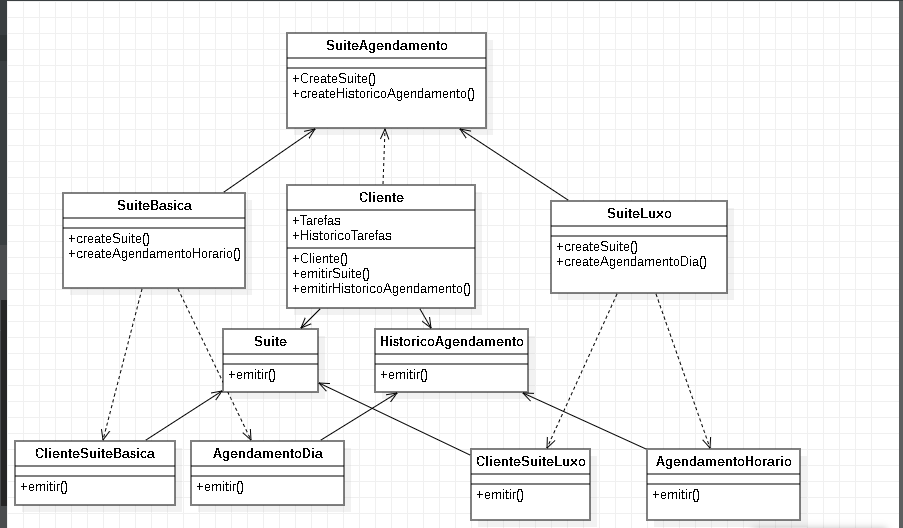 SuiteAgendamento
+CreateSuite()
+createHistoricoAgendamento()
SuiteBasica
+createSuite()
+createAgendamentoHorario()
Cliente
+Tarefas
+HistoricoTarefas
+Cliente()
+emitirSuite()
+emitirHistoricoAgendamento()
SuiteLuxo
+createSuite()
+createAgendamentoDia()
Suite
+emitir()
HistoricoAgendamento
+emitir()
ClienteSuiteBasica
+emitir()
AgendamentoDia
+emitir()
ClienteSuiteLuxo
+emitir()
AgendamentoHorario
+emitir()